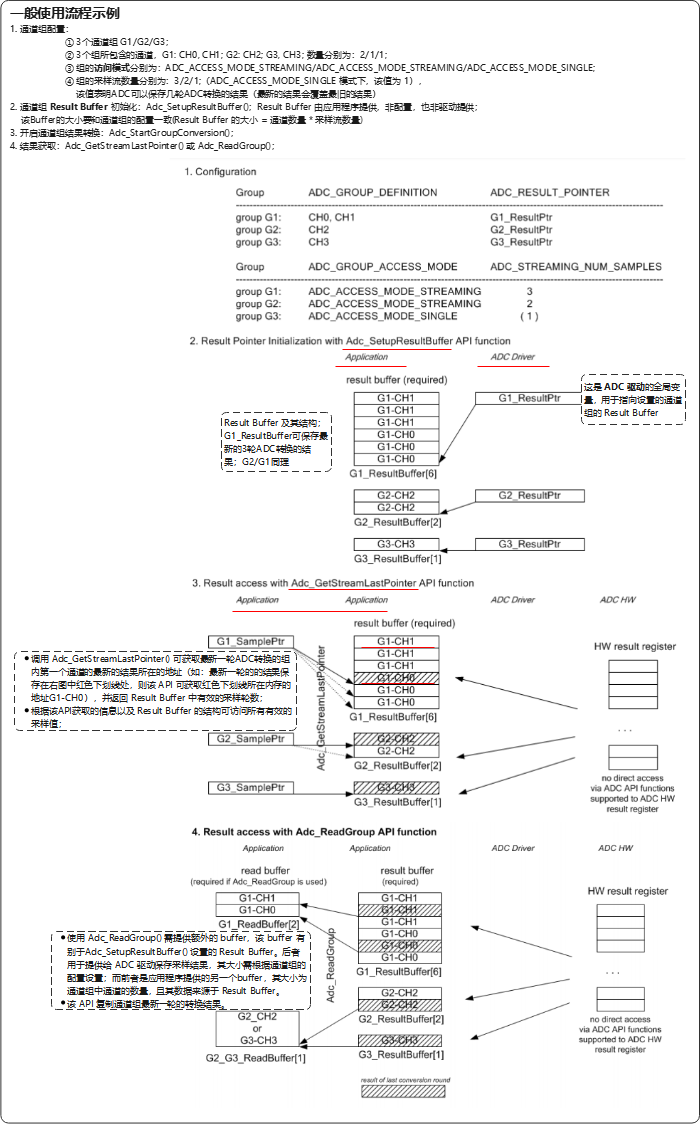 一般使用流程示例
1. 通道组配置：
① 3个通道组 G1/G2/G3;
② 3个组所包含的通道，G1: CH0, CH1; G2: CH2; G3, CH3; 数量分别为：2/1/1;
③ 组的访问模式分别为：ADC_ACCESS_MODE_STREAMING/ADC_ACCESS_MODE_STREAMING/ADC_ACCESS_MODE_SINGLE;
④ 组的采样流数量分别为：3/2/1;（ADC_ACCESS_MODE_SINGLE 模式下，该值为 1），
该值表明ADC可以保存几轮ADC转换的结果（最新的结果会覆盖最旧的结果）
2. 通道组 Result Buffer 初始化：Adc_SetupResultBuffer(); Result Buffer 由应用程序提供，非配置，也非驱动提供；
该Buffer的大小要和通道组的配置一致(Result Buffer 的大小 = 通道数量 * 采样流数量)
3. 开启通道组结果转换：Adc_StartGroupConversion();
4. 结果获取：Adc_GetStreamLastPointer() 或 Adc_ReadGroup();
1. Configuration
Group ADC_GROUP_DEFINITION ADC_RESULT_POINTER
group G1: CH0, CH1 G1_ResultPtr
group G2: CH2 G2_ResultPtr
group G3: CH3 G3_ResultPtr
Group ADC_GROUP_ACCESS_MODE ADC_STREAMING_NUM_SAMPLES
group G1: ADC_ACCESS_MODE_STREAMING 3
group G2: ADC_ACCESS_MODE_STREAMING 2
group G3: ADC_ACCESS_MODE_SINGLE ( 1 )
2. Result Pointer Initialization with Adc_SetupResultBuffer API function
Application ADC Driver
result buffer (required)
G1-CH1 G1_ResultPtr
G1-CH1
G1-CH1
G1-CH0
G1-CH0
G1-CH0
G1_ResultBuffer[6]
这是 ADC 驱动的全局变
量，用于指向设置的通道
组的 Result Buffer
Result Buffer 及其结构；
G1_ResultBuffer可保存最
新的3轮ADC转换的结
果；G2/G1同理
G2-CH2 G2_ResultPtr
G2-CH2
G2_ResultBuffer[2]
G3-CH3 G3_ResultPtr
G3_ResultBuffer[1]
3. Result access with Adc_GetStreamLastPointer API function
Application Application ADC Driver ADC HW
result buffer (required)
G1_SamplePtr G1-CH1
G1-CH1
G1-CH1
G1-CH0
G1-CH0
G1-CH0
G1_ResultBuffer[6]
HW result register
Adc_GetStreamLastPointer
调用 Adc_GetStreamLastPointer() 可获取最新一轮ADC转换的组
内第一个通道的最新的结果所在的地址（如：最新一轮的的结果保
存在右图中红色下划线处，则该 API 可获取红色下划线所在内存的
地址G1-CH0），并返回 Result Buffer 中有效的采样轮数；
根据该API获取的信息以及 Result Buffer 的结构可访问所有有效的
采样值；
. . .
G2_SamplePtr G2-CH2
G2-CH2
G2_ResultBuffer[2]
G3_SamplePtr G3-CH3
G3_ResultBuffer[1]
no direct access
via ADC API functions
supported to ADC HW
result register
4. Result access with Adc_ReadGroup API function
Application Application ADC Driver ADC HW
read buffer result buffer
(required if Adc_ReadGroup is used) (required)
HW result register
G1-CH1 G1-CH1
G1-CH0 G1-CH1
G1_ReadBuffer[2] G1-CH1
G1-CH0
G1-CH0
G1-CH0
G1_ResultBuffer[6]
Adc_ReadGroup
使用 Adc_ReadGroup() 需提供额外的 buffer，该 buffer 有
别于Adc_SetupResultBuffer() 设置的 Result Buffer。后者
用于提供给 ADC 驱动保存采样结果，其大小需根据通道组的
配置设置；而前者是应用程序提供的另一个buffer，其大小为
通道组中通道的数量，且其数据来源于 Result Buffer。
该 API 复制通道组最新一轮的转换结果。
. . .
G2-CH2
G2-CH2
G2_ResultBuffer[2]
G2_CH2
or
G3-CH3 G3-CH3
G2_G3_ReadBuffer[1] G3_ResultBuffer[1]
no direct access
via ADC API functions
supported to ADC HW
result register
result of last conversion round